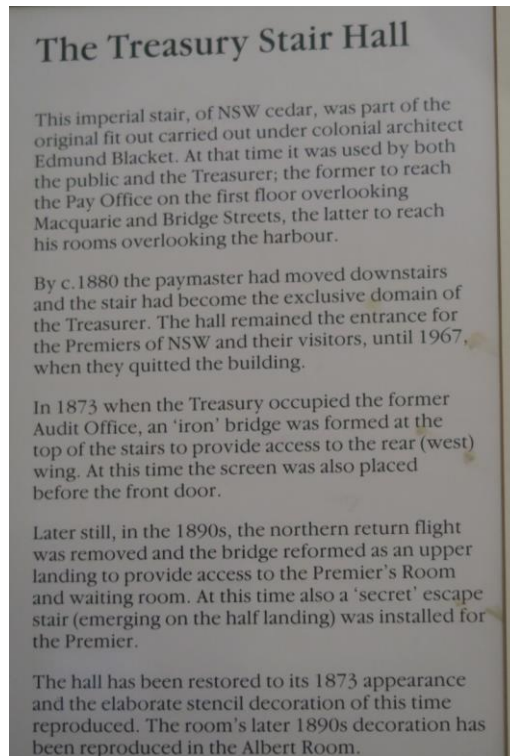 The Treasury Stair Hall
This imperial stair, of NSW cedar, was part of the
original fit out carried out under colonial architect
Edmund Blacket. At that time it was used by both
the public and the Treasurer; the former to reach
the Pay Office on the first floor overlooking
Macquarie and Bridge Streets, the latter to reach
his rooms overlooking the harbour.
By c.1880 the paymaster had moved downstairs
and the stair had become the exclusive domain of
the Treasurer. The hall remained the entrance for
the Premiers of NSW and their visitors, until 1967,
when they quitted the building.
In 1873 when the Treasury occupied the former
Audit Office, an ‘iron’ bridge was formed at the
top of the stairs to provide access to the rear (west)
wing. At this time the screen was also placed
before the front door.
Later still, in the 1890s, the northern return flight
was removed and the bridge reformed as an upper
landing to provide access to the Premier’s Room
and waiting room. At this time also a ‘secret’ escape
stair (emerging on the half landing) was installed for
the Premier.
The hall has been restored to its 1873 appearance
and the elaborate stencil decoration of this time
reproduced. The room’s later 1890s decoration has
been reproduced in the Albert Room.